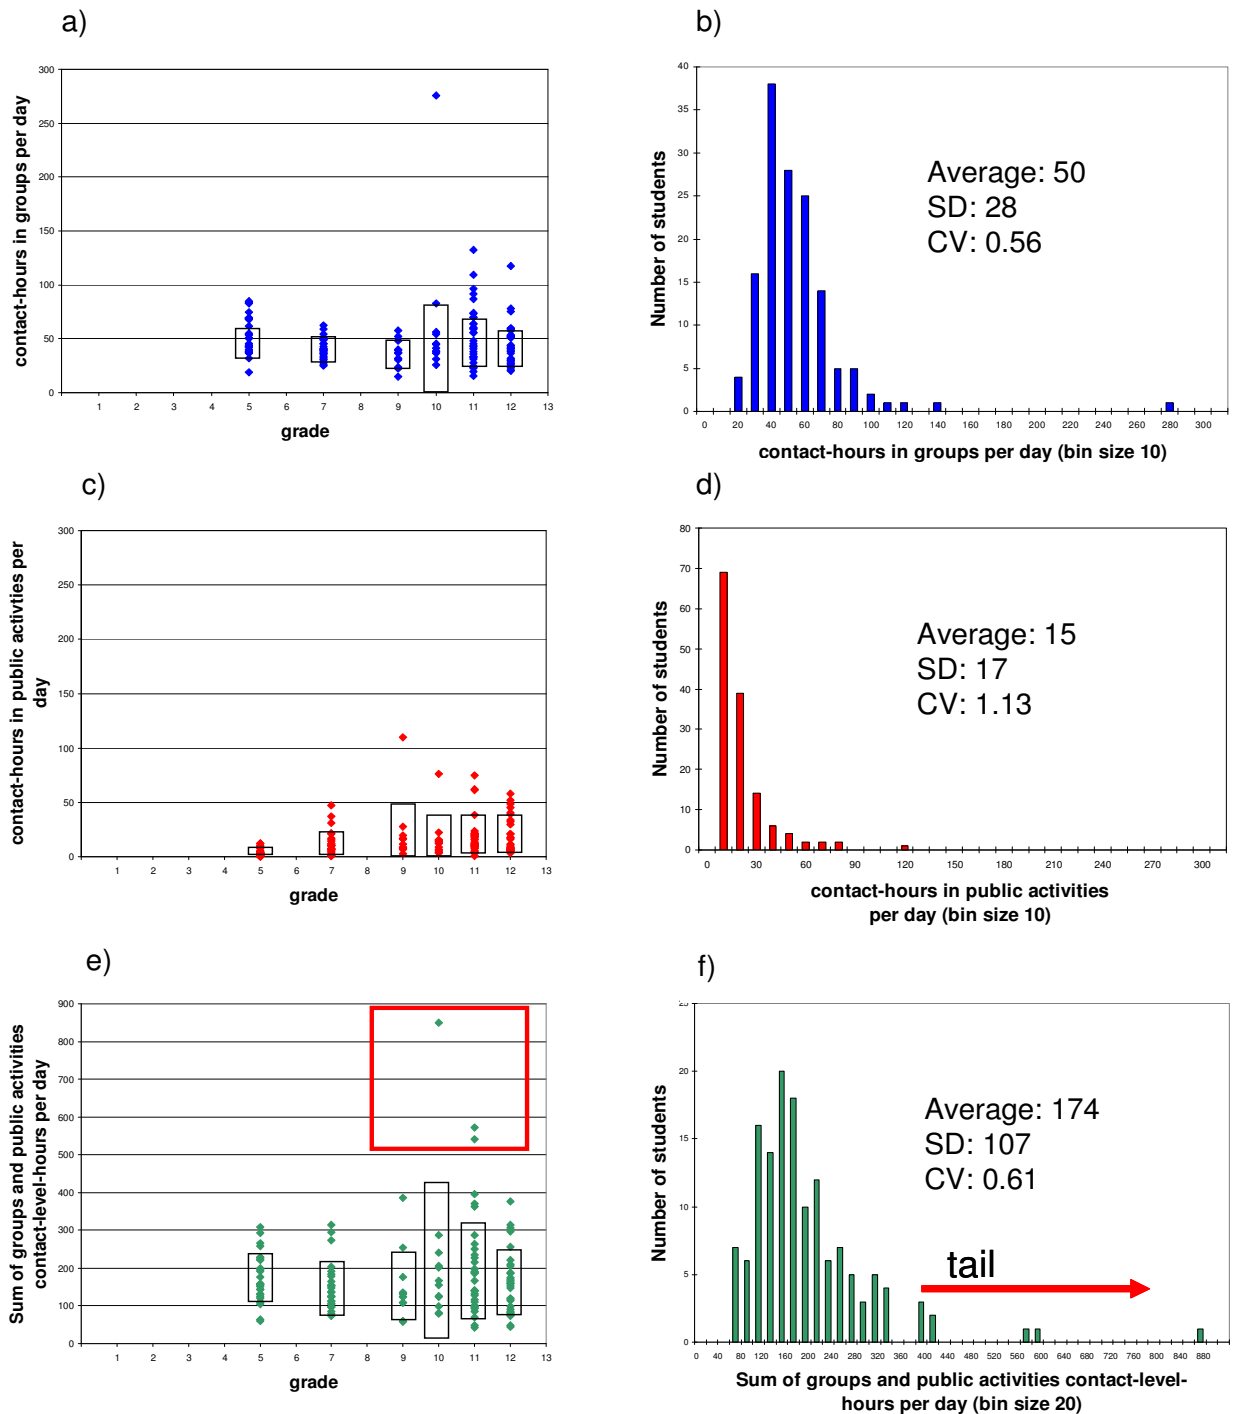 a)
contact-hours in groups per day
300
250
200
150
100
50
0
1 2 3 4 5 6 7 8 9 10 11 12 13
grade
b)
Number of students
40
35
30
25
20
15
10
5
0
Average: 50
SD: 28
CV: 0.56
0 20 40 60 80 100 120 140 160 180 200 220 240 260 280 300
contact-hours in groups per day (bin size 10)
c)
contact-hours in public activties per
day
300
250
200
150
100
50
0
1 2 3 4 5 6 7 8 9 10 11 12 13
grade
d)
Number of students
80
70
60
50
40
30
20
10
0
Average: 15
SD: 17
CV: 1.13
0 30 60 90 120 150 180 210 240 270 300
contact-hours in public activities
per day (bin size 10)
e)
Sum of groups and public activities
contact-level-hours per day
900
800
700
600
500
400
300
200
100
0
1 2 3 4 5 6 7 8 9 10 11 12 13
grade
f)
Number of students
25
20
15
10
5
0
Average: 174
SD: 107
CV: 0.61
tail
0 40 80 120 160 200 240 280 320 360 400 440 480 520 560 600 640 680 720 760 800 840 880
Sum of groups and public activities contact-level-
hours per day (bin size 20)